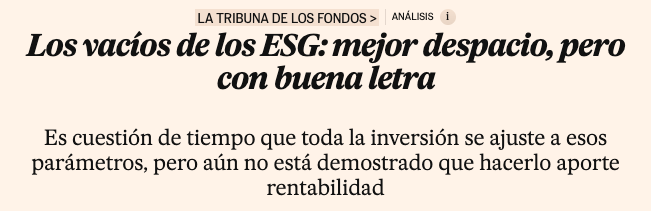 LA TRIBUNA DE LOS FONDOS > ANÁLISIS i
Los vacíos de los ESG: mejor despacio, pero
con buena letra
Es cuestión de tiempo que toda la inversión se ajuste a esos
parámetros, pero aún no está demostrado que hacerlo aporte
rentabilidad